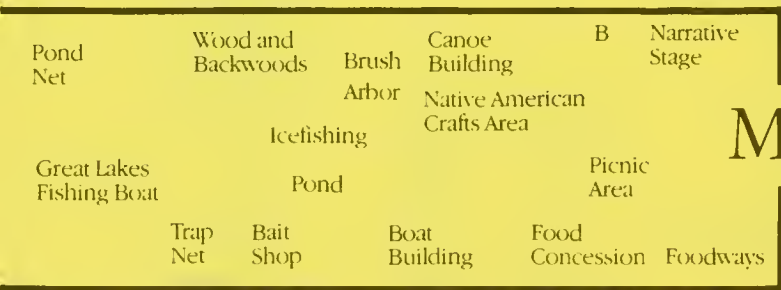 Pond
Net
Wood and
Backwoods
Brush
Arbor
Canoe
Building
B
Narrative
Stage
Native American
Crafts Area
Icefishing
M
Great Lakes
Fishing Boat
Pond
Picnic
Area
Trap
Net
Bait
Shop
Boat
Building
Food
Concession
Foodways